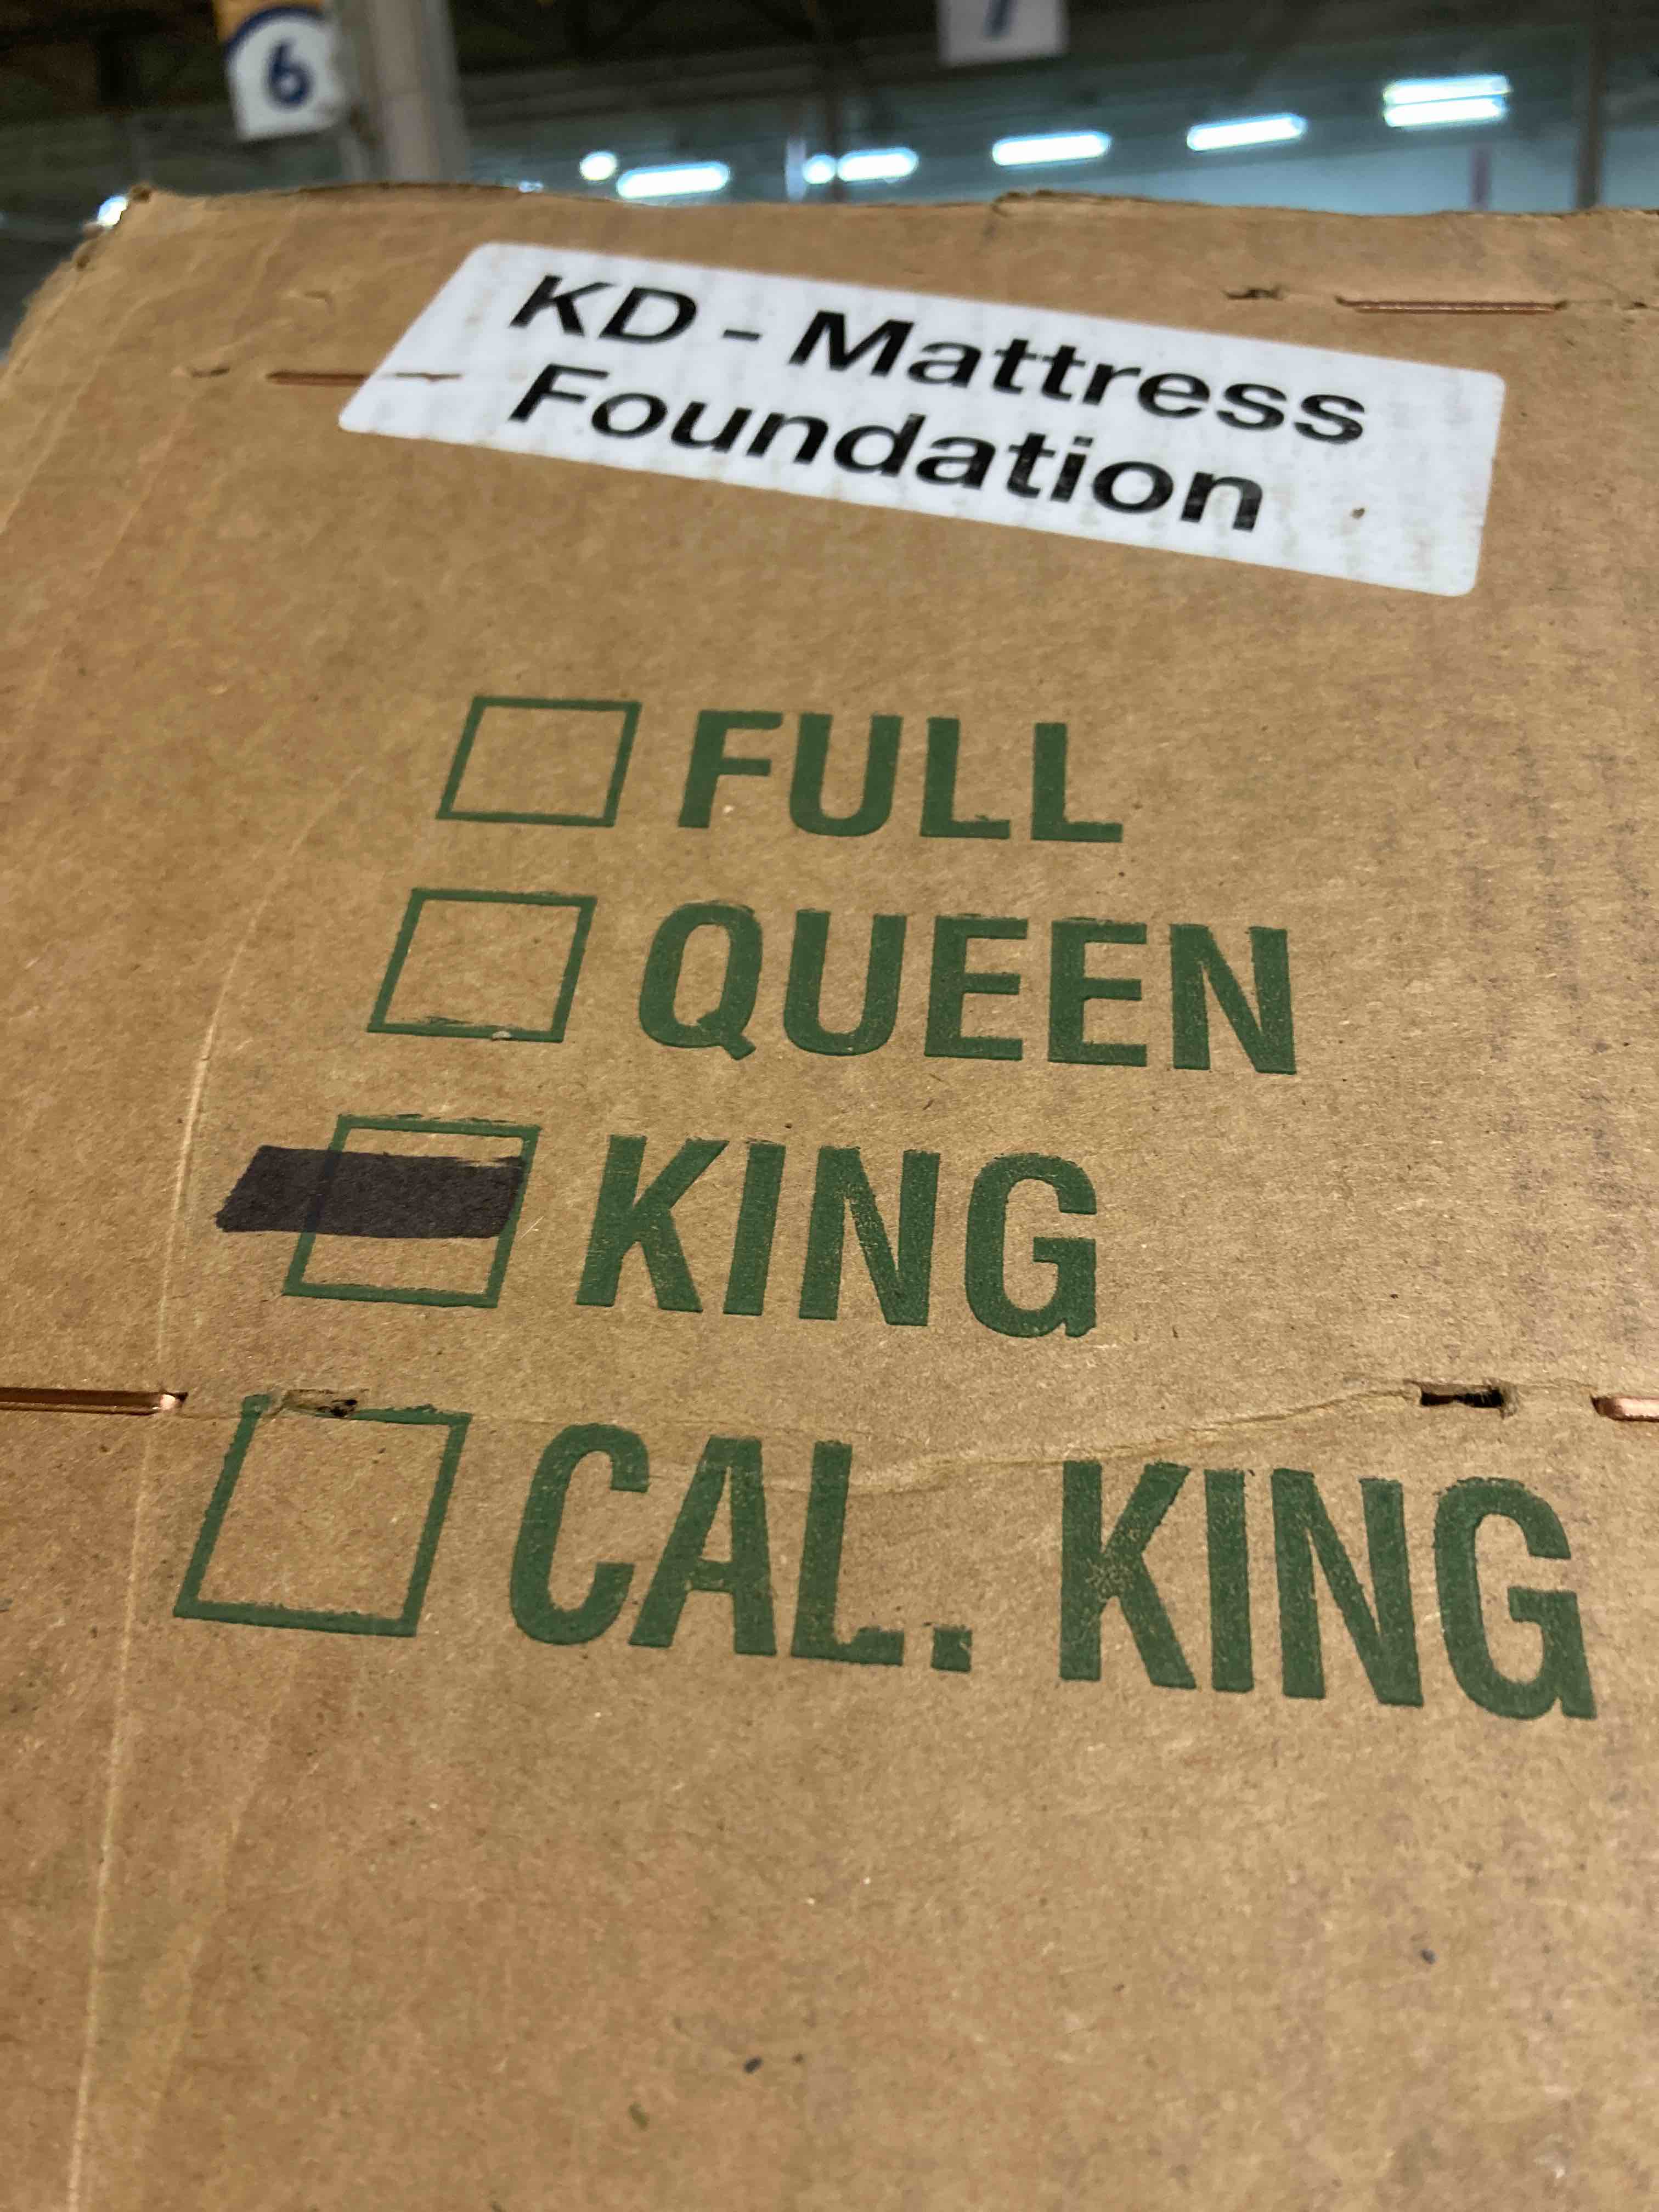 6
KD - Mattress
Foundation
FULL
QUEEN
KING
CAL. KING